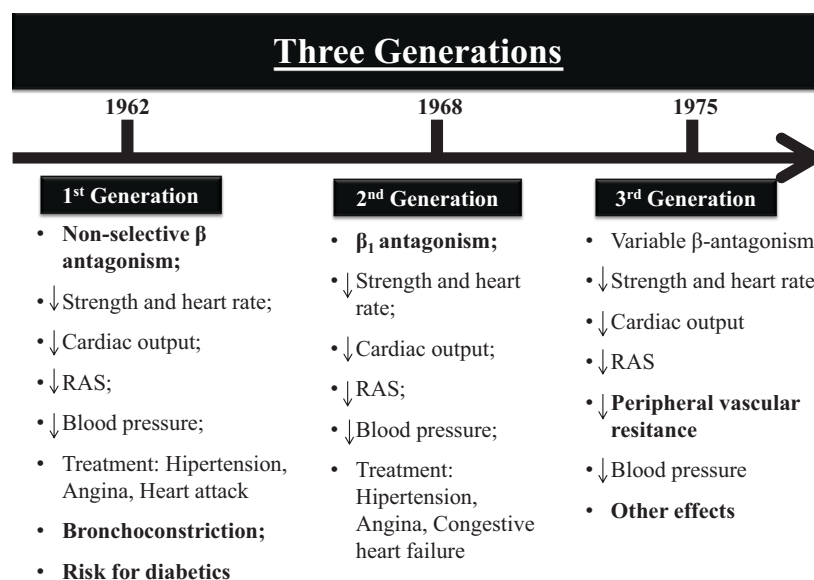 Three Generations
1962
1968
1975
1st Generation
• Non-selective β
antagonism;
• ↓Strength and heart rate;
• ↓Cardiac output;
• ↓RAS;
• ↓Blood pressure;
• Treatment: Hipertension,
Angina, Heart attack
• Bronchoconstriction;
• Risk for diabetics
2nd Generation
• β₁ antagonism;
• ↓Strength and heart
rate;
• ↓Cardiac output;
• ↓RAS;
• ↓Blood pressure;
• Treatment:
Hipertension,
Angina, Congestive
heart failure
3rd Generation
• Variable β-antagonism
• ↓Strength and heart rate
• ↓Cardiac output
• ↓RAS
• ↓Peripheral vascular
resitance
• ↓Blood pressure
• Other effects